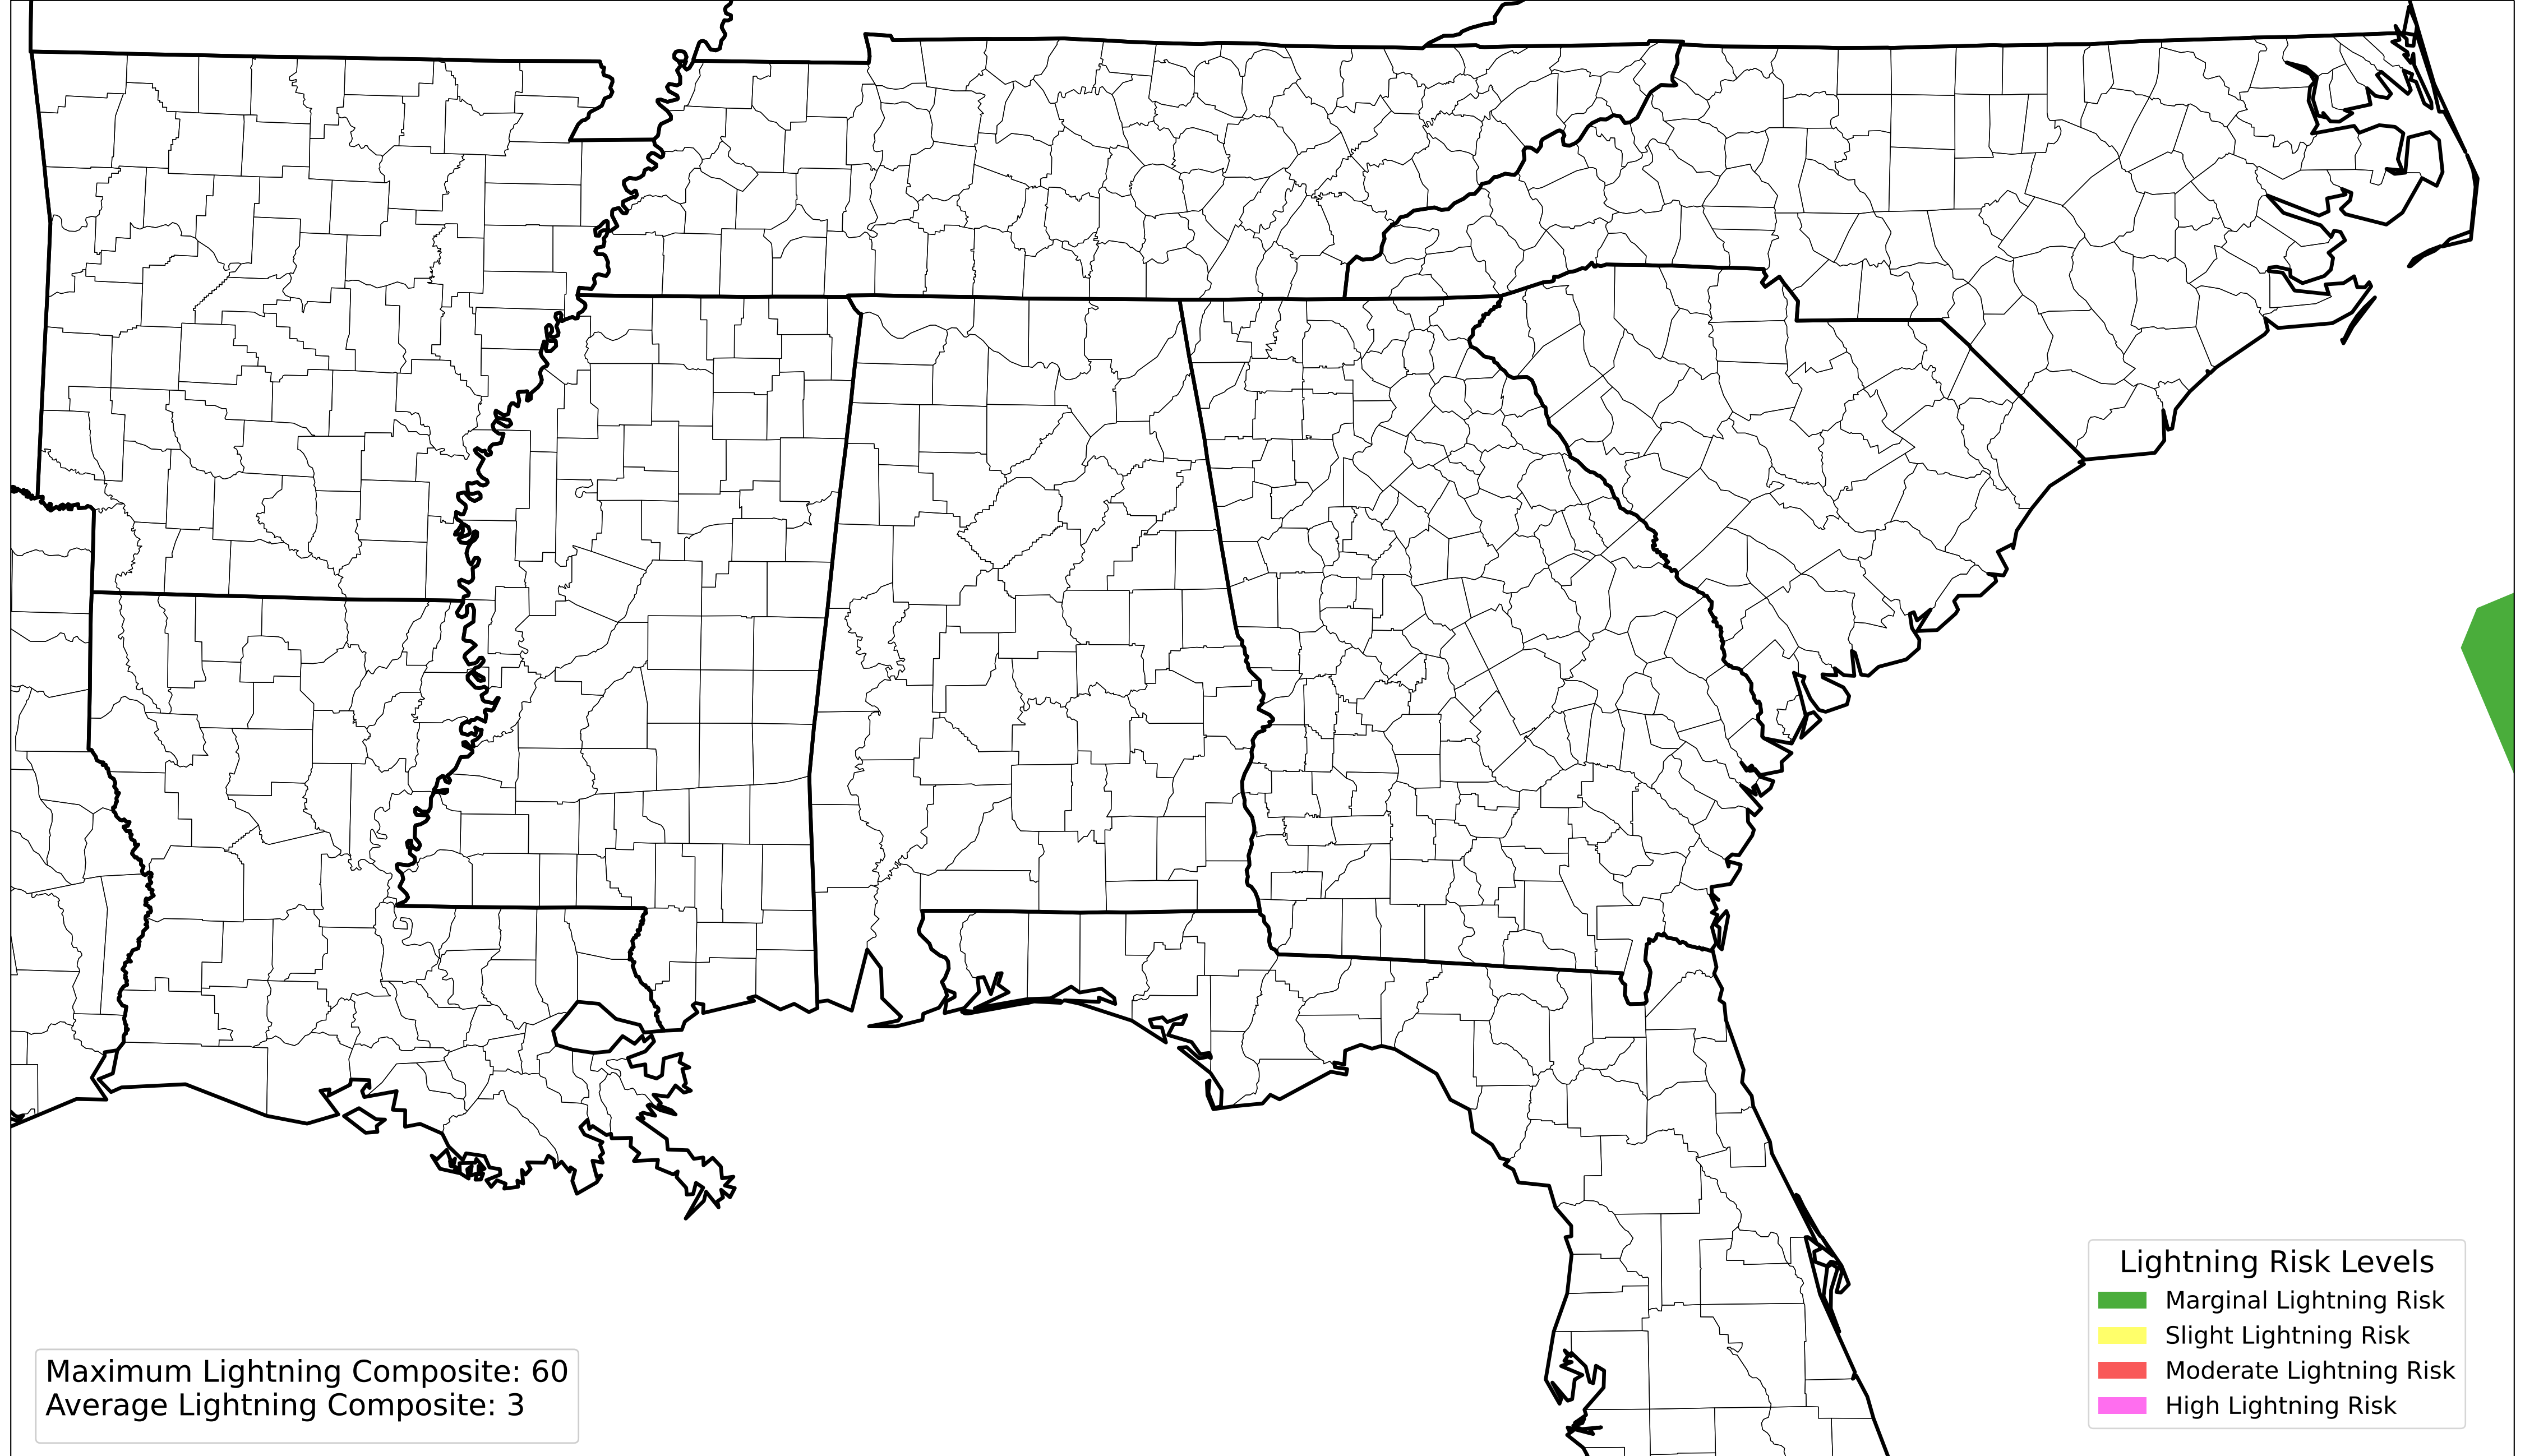 Maximum Lightning Composite: 60
Average Lightning Composite: 3
Lightning Risk Levels
Marginal Lightning Risk
Slight Lightning Risk
Moderate Lightning Risk
High Lightning Risk